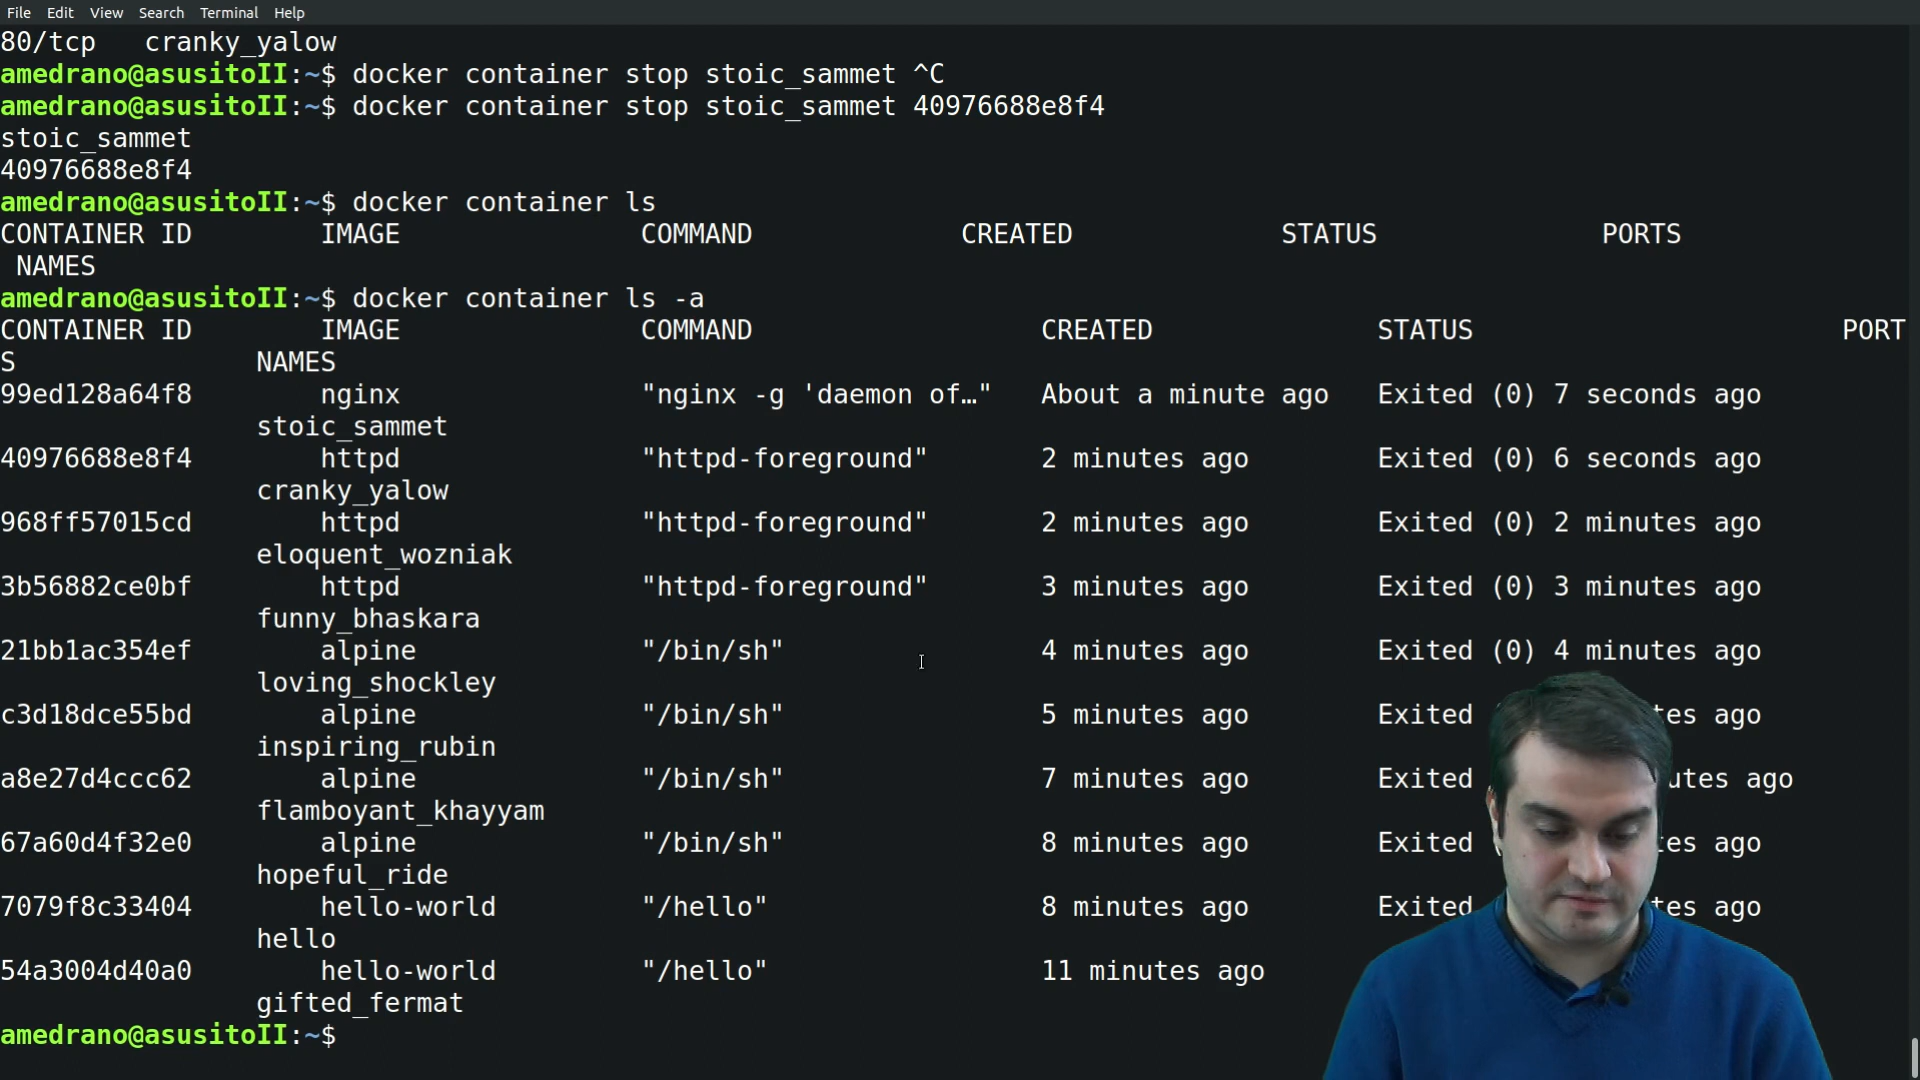 File Edit View Search Terminal Help
80/tcp   cranky_yalow
amedrano@asusitoII:~$ docker container stop stoic_sammet ^C
amedrano@asusitoII:~$ docker container stop stoic_sammet 40976688e8f4
stoic_sammet
40976688e8f4
amedrano@asusitoII:~$ docker container ls
CONTAINER ID        IMAGE               COMMAND             CREATED             STATUS              PORTS
 NAMES
amedrano@asusitoII:~$ docker container ls -a
CONTAINER ID        IMAGE               COMMAND                  CREATED              STATUS                       PORT
S               NAMES
99ed128a64f8        nginx               "nginx -g 'daemon of…"   About a minute ago   Exited (0) 7 seconds ago
                stoic_sammet
40976688e8f4        httpd               "httpd-foreground"       2 minutes ago        Exited (0) 6 seconds ago
                cranky_yalow
968ff57015cd        httpd               "httpd-foreground"       2 minutes ago        Exited (0) 2 minutes ago
                eloquent_wozniak
3b56882ce0bf        httpd               "httpd-foreground"       3 minutes ago        Exited (0) 3 minutes ago
                funny_bhaskara
21bb1ac354ef        alpine              "/bin/sh"                4 minutes ago        Exited (0) 4 minutes ago
                loving_shockley
c3d18dce55bd        alpine              "/bin/sh"                5 minutes ago        Exited ago
                inspiring_rubin
a8e27d4ccc62        alpine              "/bin/sh"                7 minutes ago        Exited ago
                flamboyant_khayyam
67a60d4f32e0        alpine              "/bin/sh"                8 minutes ago        Exited ago
                hopeful_ride
7079f8c33404        hello-world         "/hello"                 8 minutes ago        Exited ago
                hello
54a3004d40a0        hello-world         "/hello"                 11 minutes ago
                gifted_fermat
amedrano@asusitoII:~$